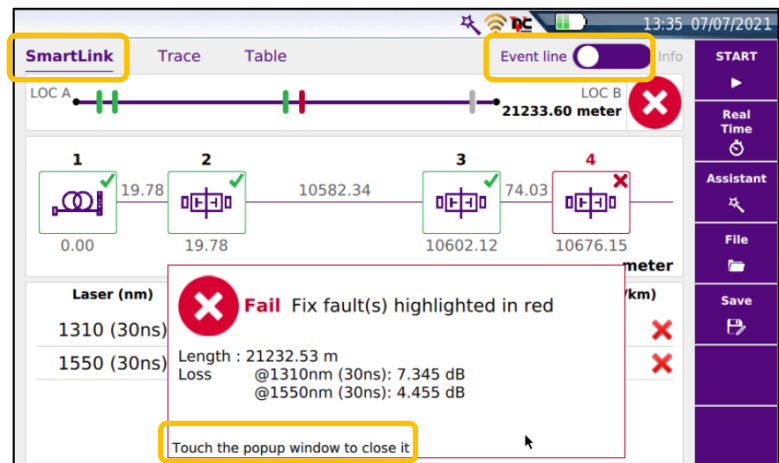 13:35 07/07/2021
SmartLink Trace Table Event line Info
LOC A LOC B
21233.60 meter
1 2 3 4
19.78 10582.34 74.03
0.00 19.78 10602.12 10676.15
meter
Laser (nm) /km)
1310 (30ns)
1550 (30ns)
Fail Fix fault(s) highlighted in red
Length : 21232.53 m
Loss @1310nm (30ns): 7.345 dB
@1550nm (30ns): 4.455 dB
Touch the popup window to close it
START
Real
Time
Assistant
File
Save